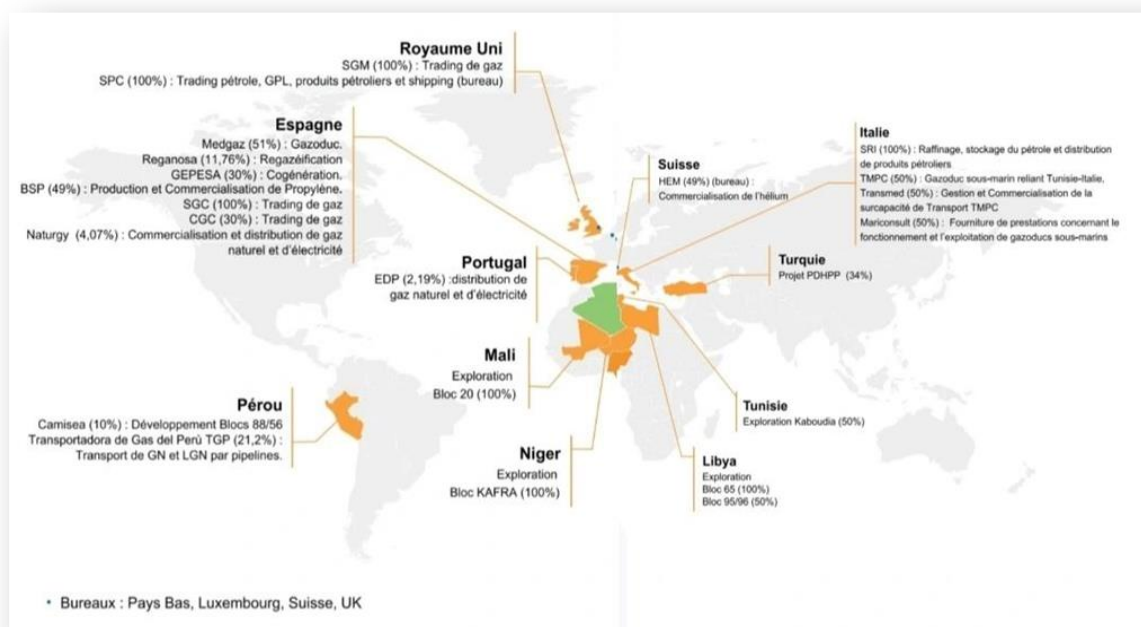 Royaume Uni
SGM (100%) : Trading de gaz
SPC (100%) : Trading pétrole, GPL, produits pétroliers et shipping (bureau)
Espagne
Medgaz (51%) : Gazoduc.
Reganosa (11,76%) : Regazéification
GEPESA (30%) : Cogénération.
BSP (49%) : Production et Commercialisation de Propylène.
SGC (100%) : Trading de gaz
CGC (30%) : Trading de gaz
Naturgy (4,07%) : Commercialisation et distribution de gaz
naturel et d'électricité
Suisse
HEM (49%) (bureau) :
Commercialisation de l'hélium
Italie
SRI (100%) : Raffinage, stockage du pétrole et distribution
de produits pétroliers
TMPC (50%) : Gazoduc sous-marin reliant Tunisie-Italie.
Transmed (50%) : Gestion et Commercialisation de la
surcapacité de Transport TMPC
Mariconsult (50%) : Fourniture de prestations concernant le
fonctionnement et l'exploitation de gazoducs sous-marins
Portugal
EDP (2,19%) :distribution de
gaz naturel et d'électricité
Turquie
Projet PDHPP (34%)
Mali
Exploration
Bloc 20 (100%)
Pérou
Camisea (10%) : Développement Blocs 88/56
Transportadora de Gas del Perù TGP (21,2%) :
Transport de GN et LGN par pipelines.
Niger
Exploration
Bloc KAFRA (100%)
Tunisie
Exploration Kaboudia (50%)
Libya
Exploration
Bloc 65 (100%)
Bloc 95/96 (50%)
• Bureaux : Pays Bas, Luxembourg, Suisse, UK